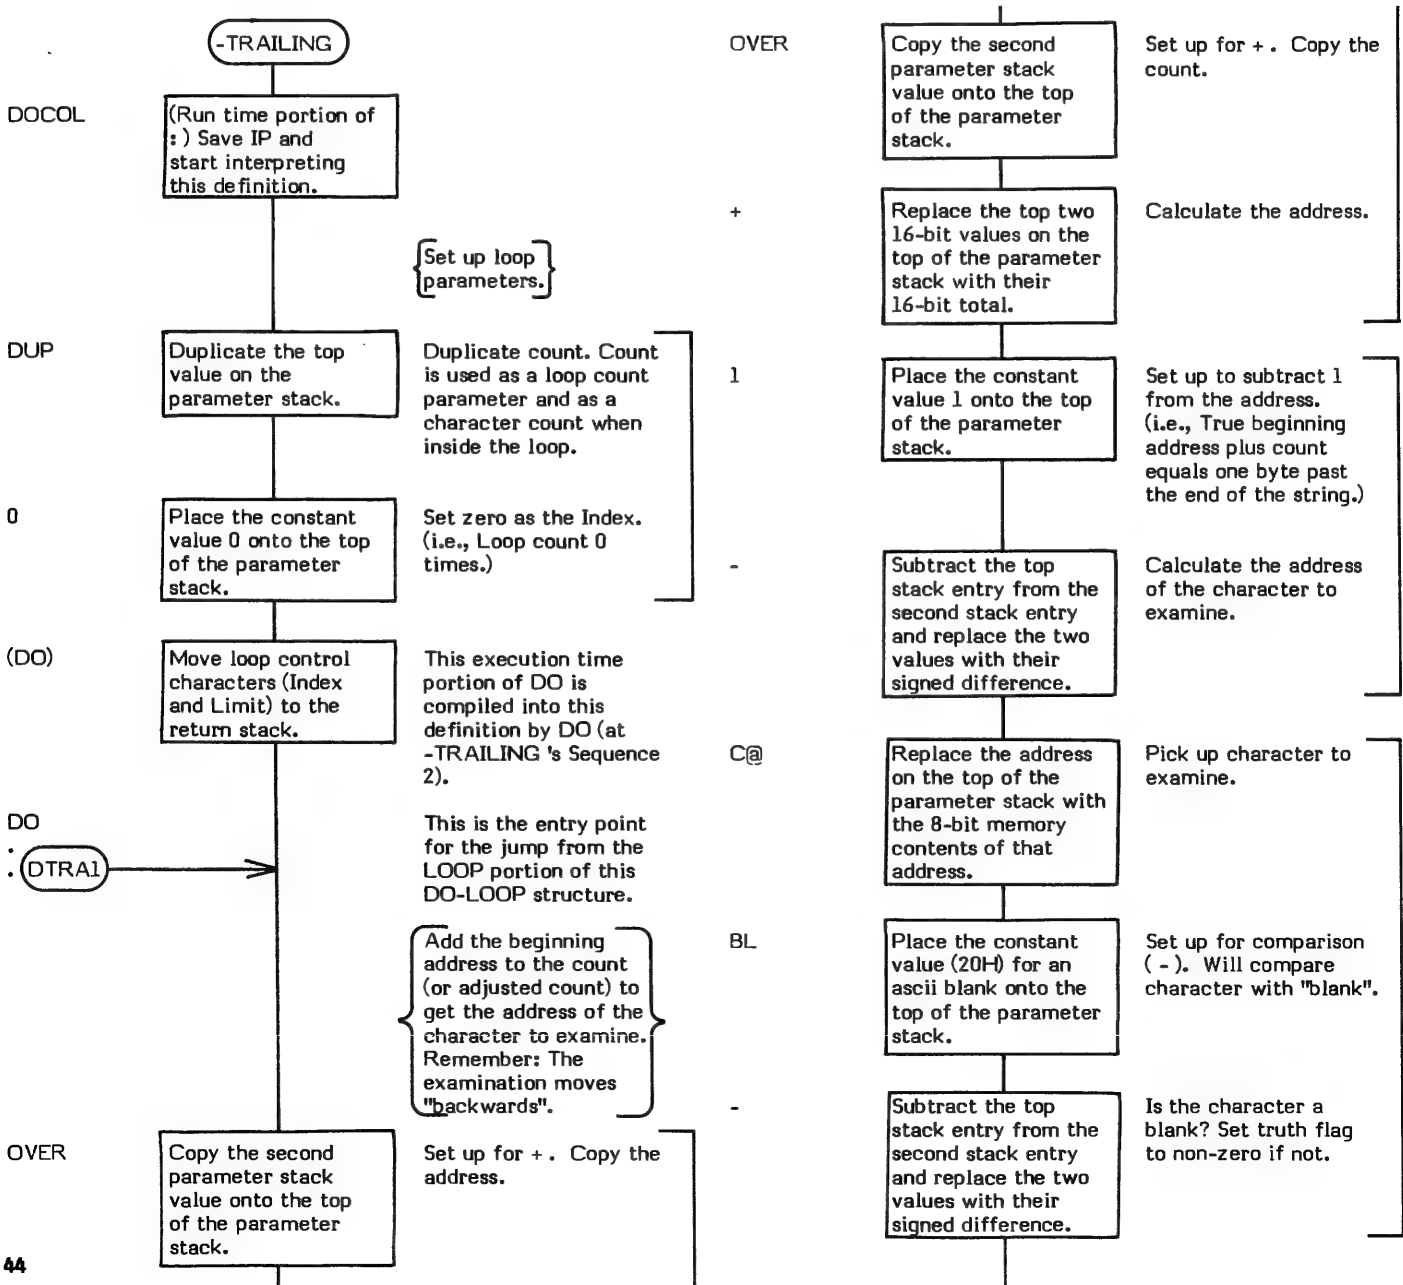 -TRAILING
DOCOL
(Run time portion of
: ) Save IP and
start interpreting
this definition.
Set up loop
parameters.
DUP
Duplicate the top
value on the
parameter stack.
Duplicate count. Count
is used as a loop count
parameter and as a
character count when
inside the loop.
0
Place the constant
value 0 onto the top
of the parameter
stack.
Set zero as the Index.
(i.e., Loop count 0
times.)
(DO)
Move loop control
characters (Index
and Limit) to the
return stack.
This execution time
portion of DO is
compiled into this
definition by DO (at
-TRAILING 's Sequence
2).
DO
:
. DTRA1
This is the entry point
for the jump from the
LOOP portion of this
DO-LOOP structure.
Add the beginning
address to the count
(or adjusted count) to
get the address of the
character to examine.
Remember: The
examination moves
"backwards".
OVER
Copy the second
parameter stack
value onto the top
of the parameter
stack.
Set up for + . Copy the
address.
44
OVER
Copy the second
parameter stack
value onto the top
of the parameter
stack.
Set up for + . Copy the
count.
+
Replace the top two
16-bit values on the
top of the parameter
stack with their
16-bit total.
Calculate the address.
1
Place the constant
value 1 onto the top
of the parameter
stack.
Set up to subtract 1
from the address.
(i.e., True beginning
address plus count
equals one byte past
the end of the string.)
-
Subtract the top
stack entry from the
second stack entry
and replace the two
values with their
signed difference.
Calculate the address
of the character to
examine.
C@
Replace the address
on the top of the
parameter stack with
the 8-bit memory
contents of that
address.
Pick up character to
examine.
BL
Place the constant
value (20H) for an
ascii blank onto the
top of the parameter
stack.
Set up for comparison
( - ). Will compare
character with "blank".
-
Subtract the top
stack entry from the
second stack entry
and replace the two
values with their
signed difference.
Is the character a
blank? Set truth flag
to non-zero if not.